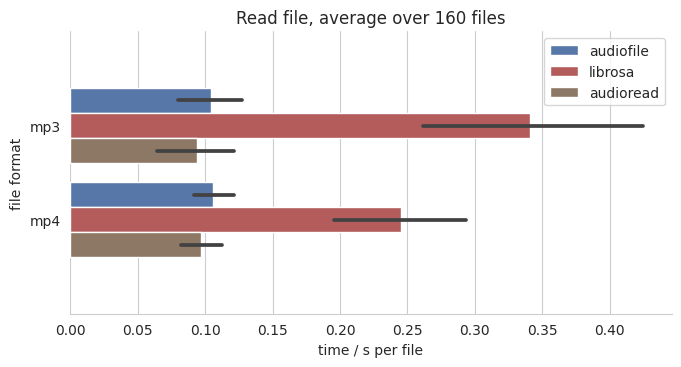 Read file, average over 160 files
audiofile
librosa
audioread
file format
mp3
mp4
0.00 0.05 0.10 0.15 0.20 0.25 0.30 0.35 0.40
time / s per file